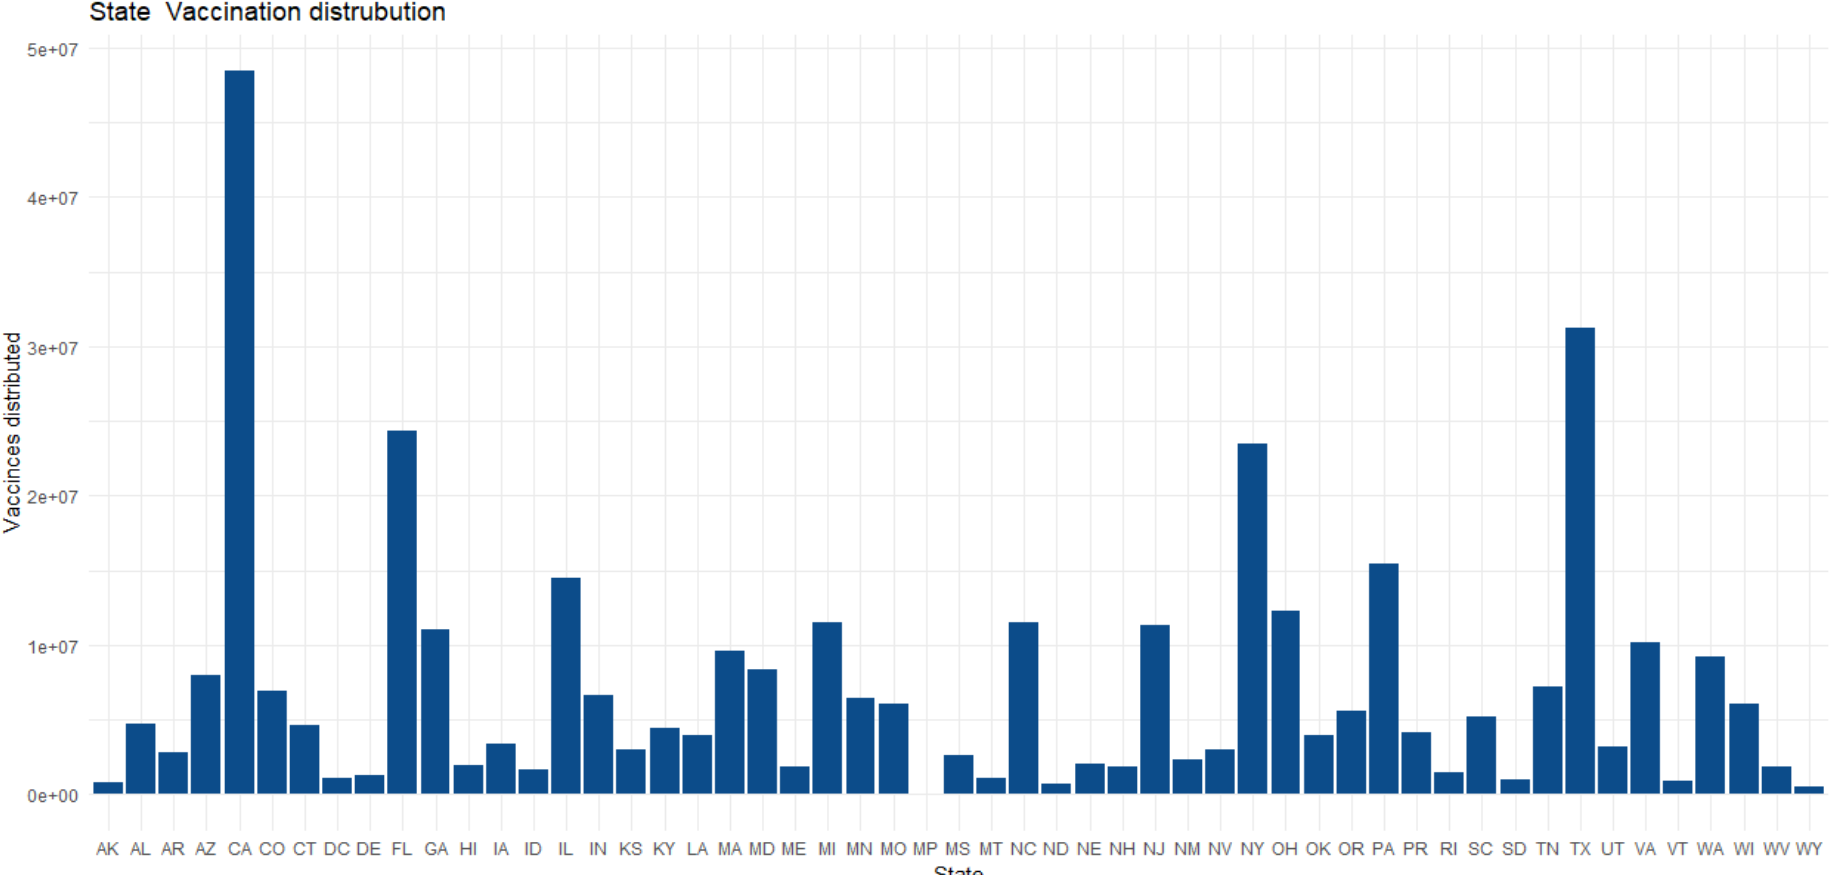 State  Vaccination distrubution
Vaccinces distributed
5e+07
4e+07
3e+07
2e+07
1e+07
0e+00
AK AL AR AZ CA CO CT DC DE FL GA HI IA ID IL IN KS KY LA MA MD ME MI MN MO MP MS MT NC ND NE NH NJ NM NV NY OH OK OR PA PR RI SC SD TN TX UT VA VT WA WI WV WY
State